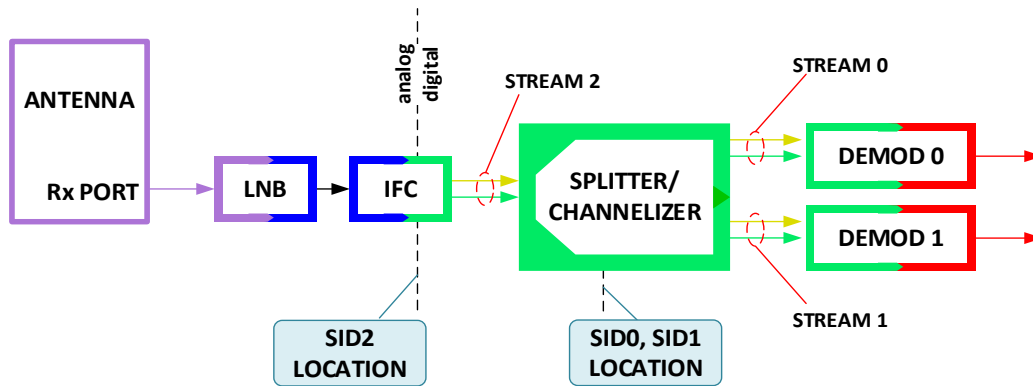 ANTENNA
Rx PORT
LNB
analog
digital
IFC
STREAM 2
SPLITTER/
CHANNELIZER
STREAM 0
DEMOD 0
DEMOD 1
STREAM 1
SID2
LOCATION
SID0, SID1
LOCATION